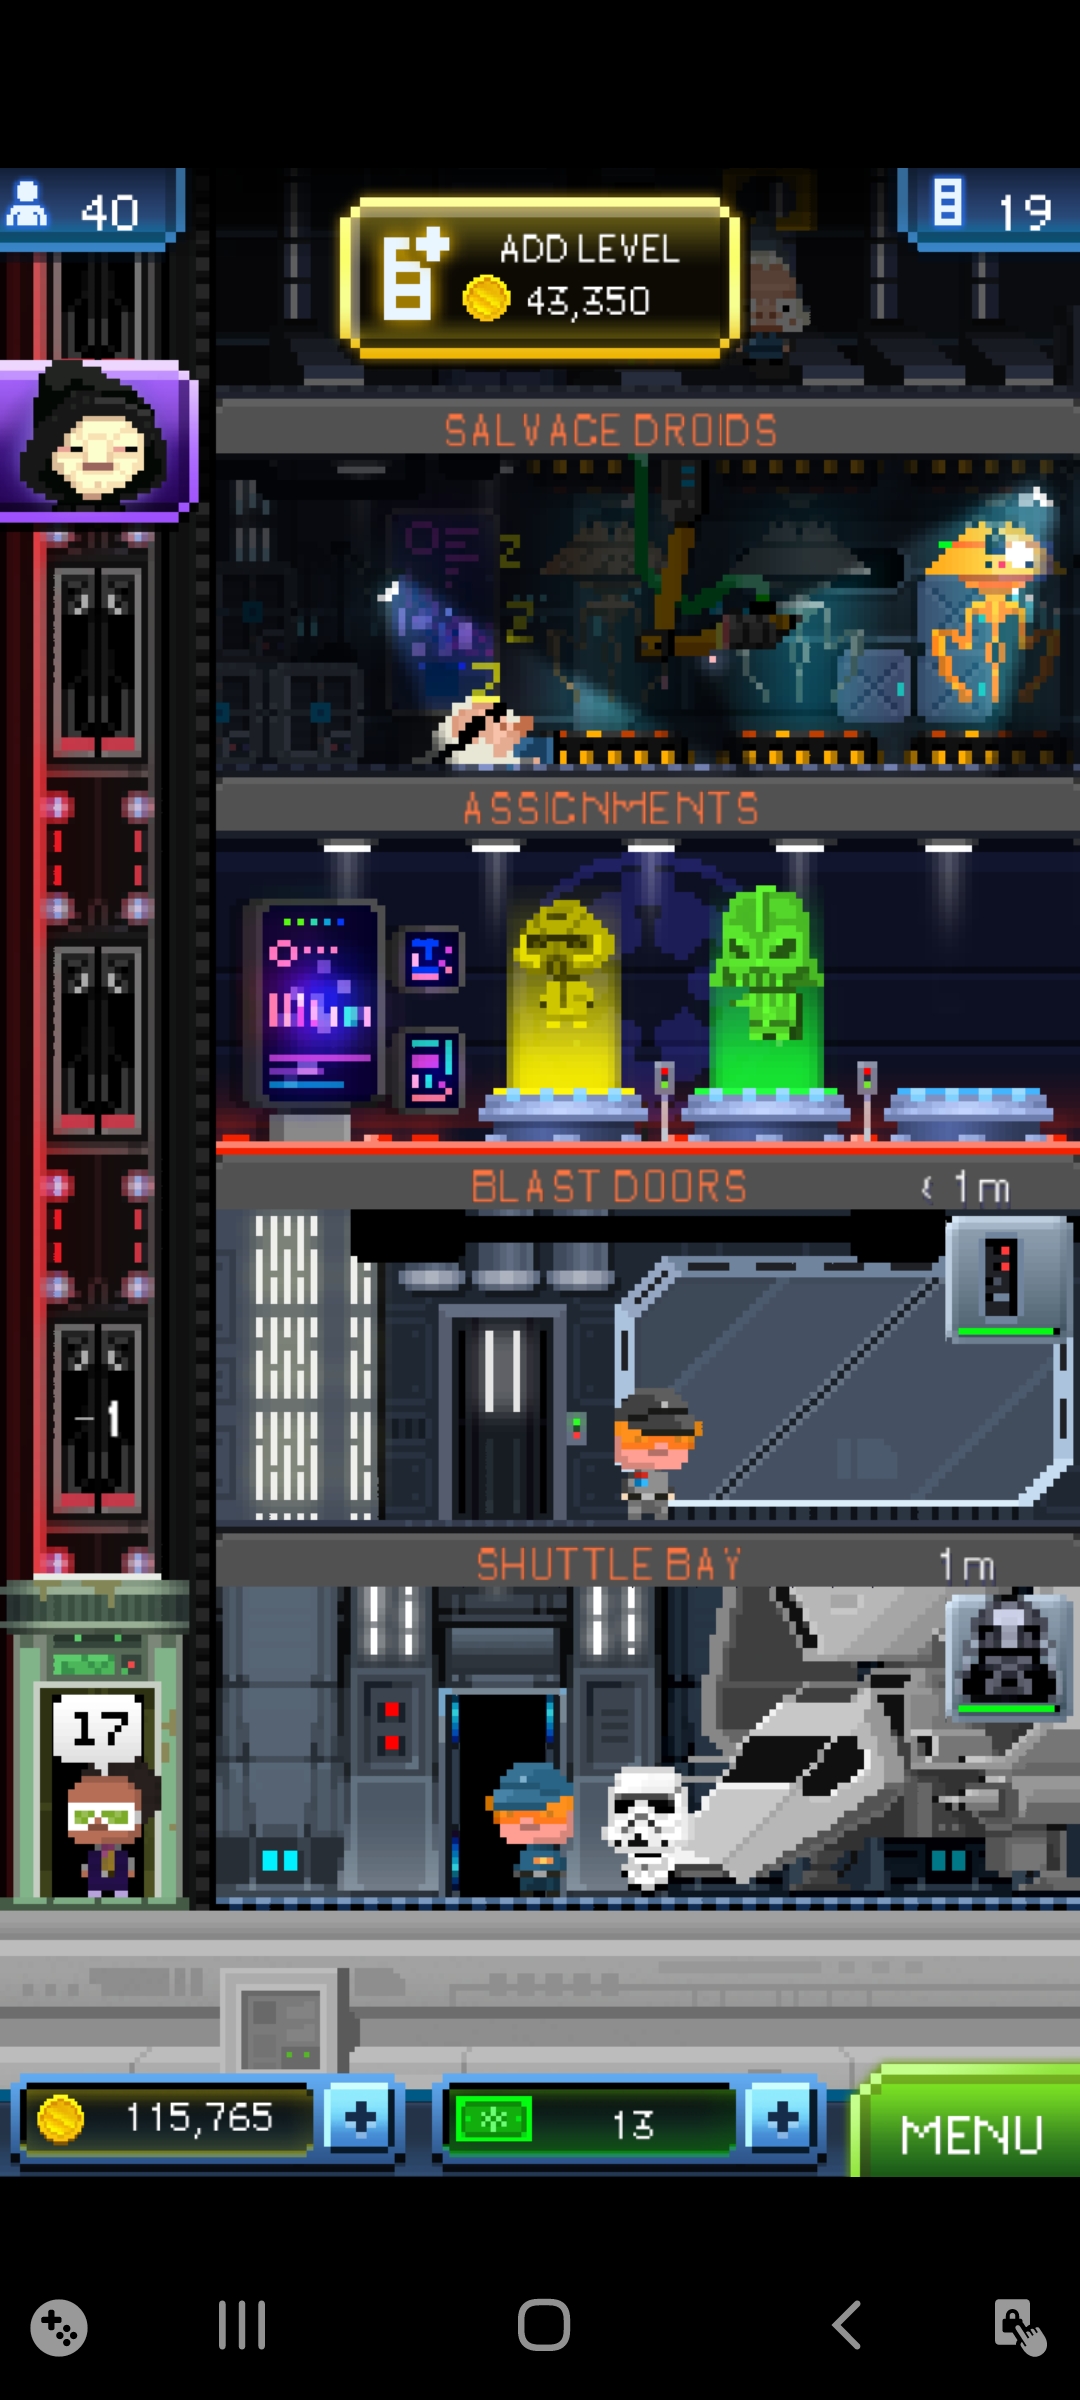 40
ADD LEVEL
43,350
19
SALVAGE DROIDS
Z
Z
Z
ASSIGNMENTS
BLAST DOORS
< 1m
-1
SHUTTLE BAY
1m
17
115,765
13
MENU